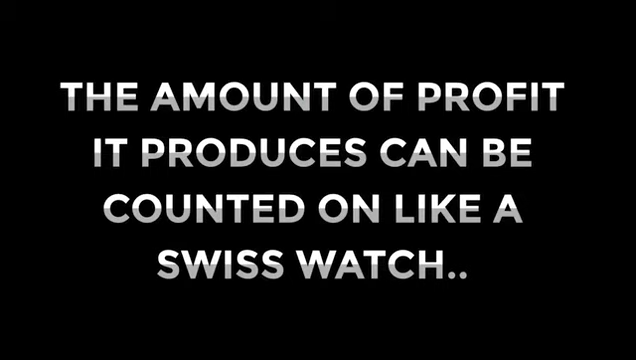 THE AMOUNT OF PROFIT
IT PRODUCES CAN BE
COUNTED ON LIKE A
SWISS WATCH..